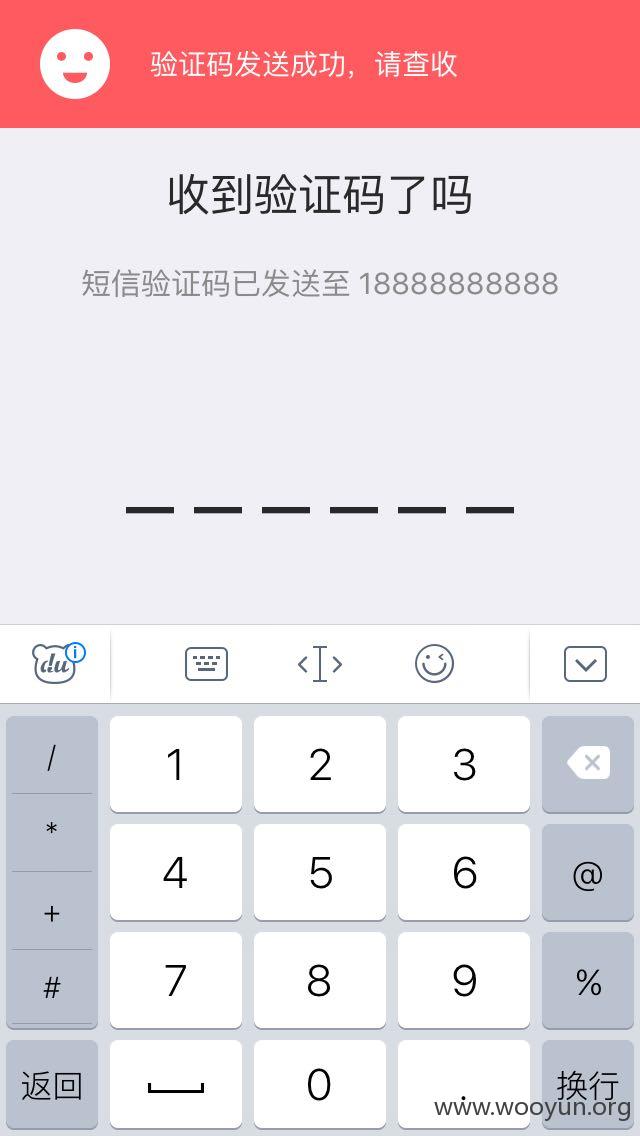 验证码发送成功，请查收
收到验证码了吗
短信验证码已发送至 18888888888
du i
/ 1 2 3
* 4 5 6 @
+
# 7 8 9 %
返回 0 . 换行
www.wooyun.org